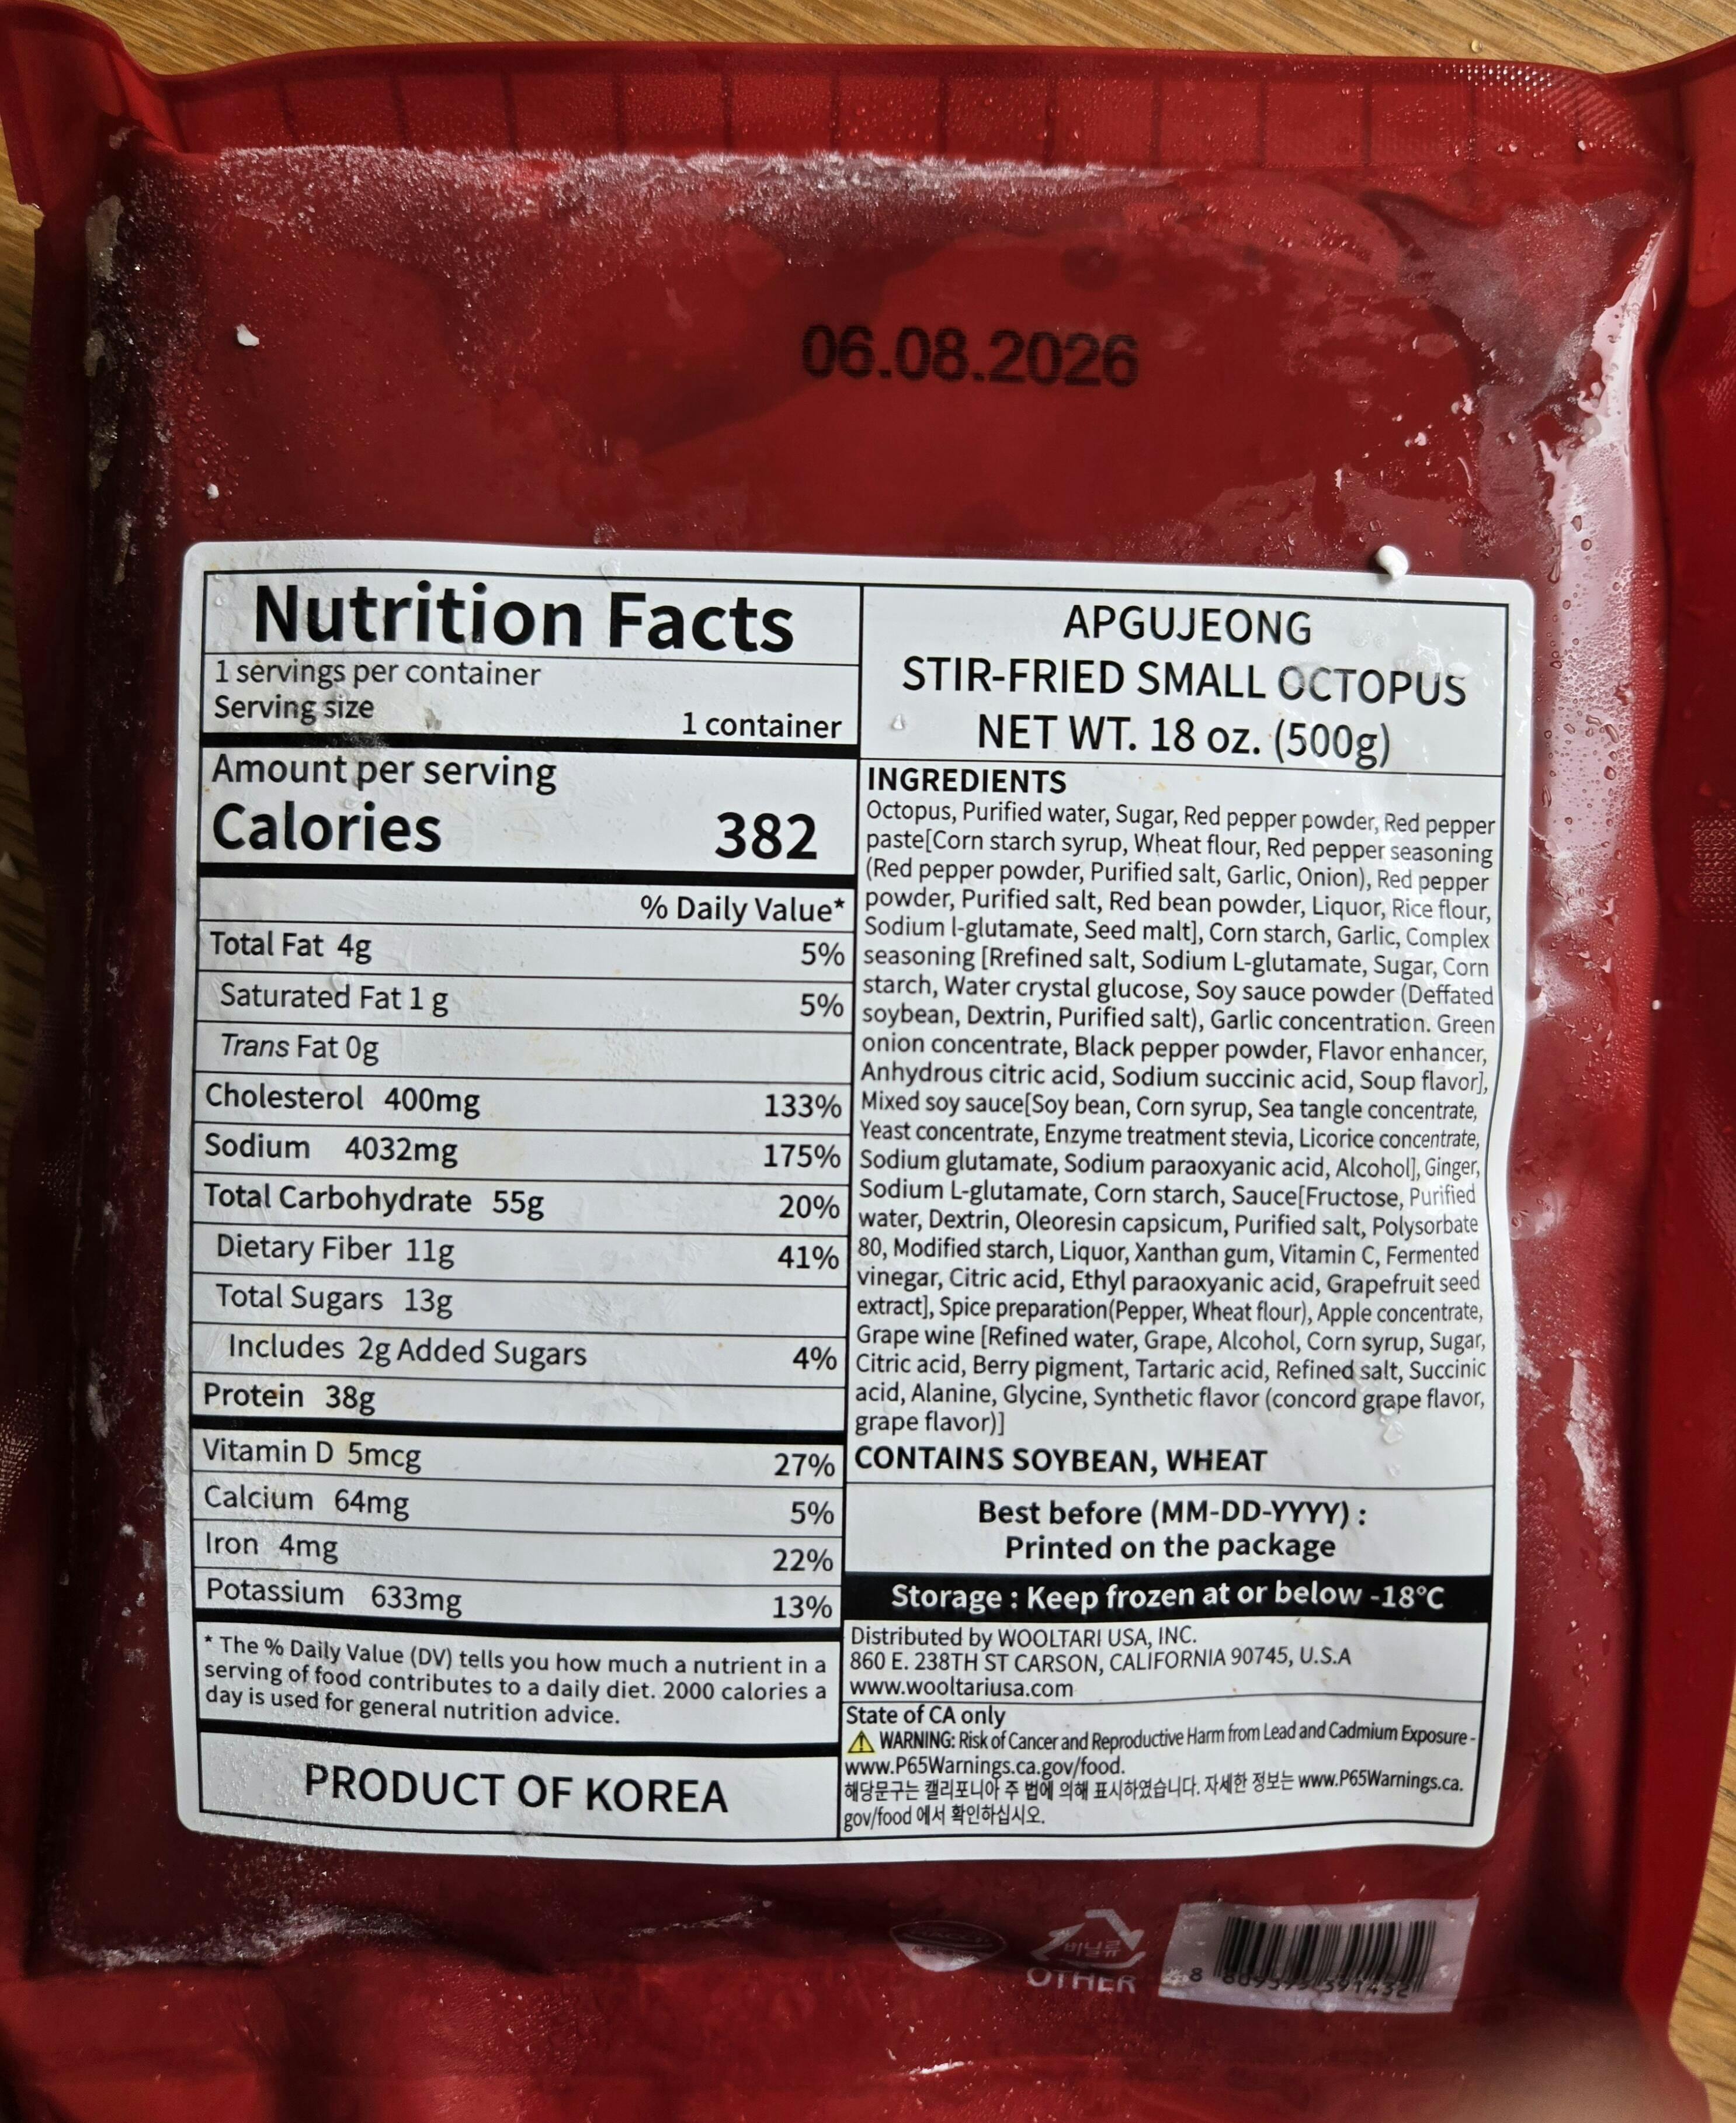 06.08.2026
Nutrition Facts
1 servings per container
Serving size
1 container
Amount per serving
Calories 382
% Daily Value*
Total Fat 4g 5%
Saturated Fat 1 g 5%
Trans Fat 0g
Cholesterol 400mg 133%
Sodium 4032mg 175%
Total Carbohydrate 55g 20%
Dietary Fiber 11g 41%
Total Sugars 13g
Includes 2g Added Sugars 4%
Protein 38g
Vitamin D 5mcg 27%
Calcium 64mg 5%
Iron 4mg 22%
Potassium 633mg 13%
* The % Daily Value (DV) tells you how much a nutrient in a
serving of food contributes to a daily diet. 2000 calories a
day is used for general nutrition advice.
PRODUCT OF KOREA
APGUJEONG
STIR-FRIED SMALL OCTOPUS
NET WT. 18 oz. (500g)
INGREDIENTS
Octopus, Purified water, Sugar, Red pepper powder, Red pepper
paste[Corn starch syrup, Wheat flour, Red pepper seasoning
(Red pepper powder, Purified salt, Garlic, Onion), Red pepper
powder, Purified salt, Red bean powder, Liquor, Rice flour,
Sodium l-glutamate, Seed malt], Corn starch, Garlic, Complex
seasoning [Rrefined salt, Sodium L-glutamate, Sugar, Corn
starch, Water crystal glucose, Soy sauce powder (Deffated
soybean, Dextrin, Purified salt), Garlic concentration. Green
onion concentrate, Black pepper powder, Flavor enhancer,
Anhydrous citric acid, Sodium succinic acid, Soup flavor],
Mixed soy sauce[Soy bean, Corn syrup, Sea tangle concentrate,
Yeast concentrate, Enzyme treatment stevia, Licorice concentrate,
Sodium glutamate, Sodium paraoxyanic acid, Alcohol], Ginger,
Sodium L-glutamate, Corn starch, Sauce[Fructose, Purified
water, Dextrin, Oleoresin capsicum, Purified salt, Polysorbate
80, Modified starch, Liquor, Xanthan gum, Vitamin C, Fermented
vinegar, Citric acid, Ethyl paraoxyanic acid, Grapefruit seed
extract], Spice preparation(Pepper, Wheat flour), Apple concentrate,
Grape wine [Refined water, Grape, Alcohol, Corn syrup, Sugar,
Citric acid, Berry pigment, Tartaric acid, Refined salt, Succinic
acid, Alanine, Glycine, Synthetic flavor (concord grape flavor,
grape flavor)]
CONTAINS SOYBEAN, WHEAT
Best before (MM-DD-YYYY) :
Printed on the package
Storage : Keep frozen at or below -18°C
Distributed by WOOLTARI USA, INC.
860 E. 238TH ST CARSON, CALIFORNIA 90745, U.S.A
www.wooltariusa.com
State of CA only
WARNING: Risk of Cancer and Reproductive Harm from Lead and Cadmium Exposure -
www.P65Warnings.ca.gov/food.
해당문구는 캘리포니아 주 법에 의해 표시하였습니다. 자세한 정보는 www.P65Warnings.ca.
gov/food 에서 확인하십시오.
비닐류
OTHER